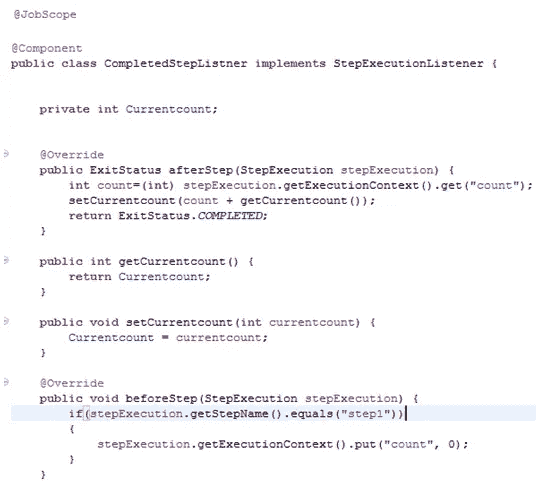 @JobScope
@Component
public class CompletedStepListner implements StepExecutionListener {
private int Currentcount;
@Override
public ExitStatus afterStep(StepExecution stepExecution) {
int count=(int) stepExecution.getExecutionContext().get("count");
setCurrentcount(count + getCurrentcount());
return ExitStatus.COMPLETED;
}
public int getCurrentcount() {
return Currentcount;
}
public void setCurrentcount(int currentcount) {
Currentcount = currentcount;
}
@Override
public void beforeStep(StepExecution stepExecution) {
if(stepExecution.getStepName().equals("step1"))
{
stepExecution.getExecutionContext().put("count", 0);
}
}